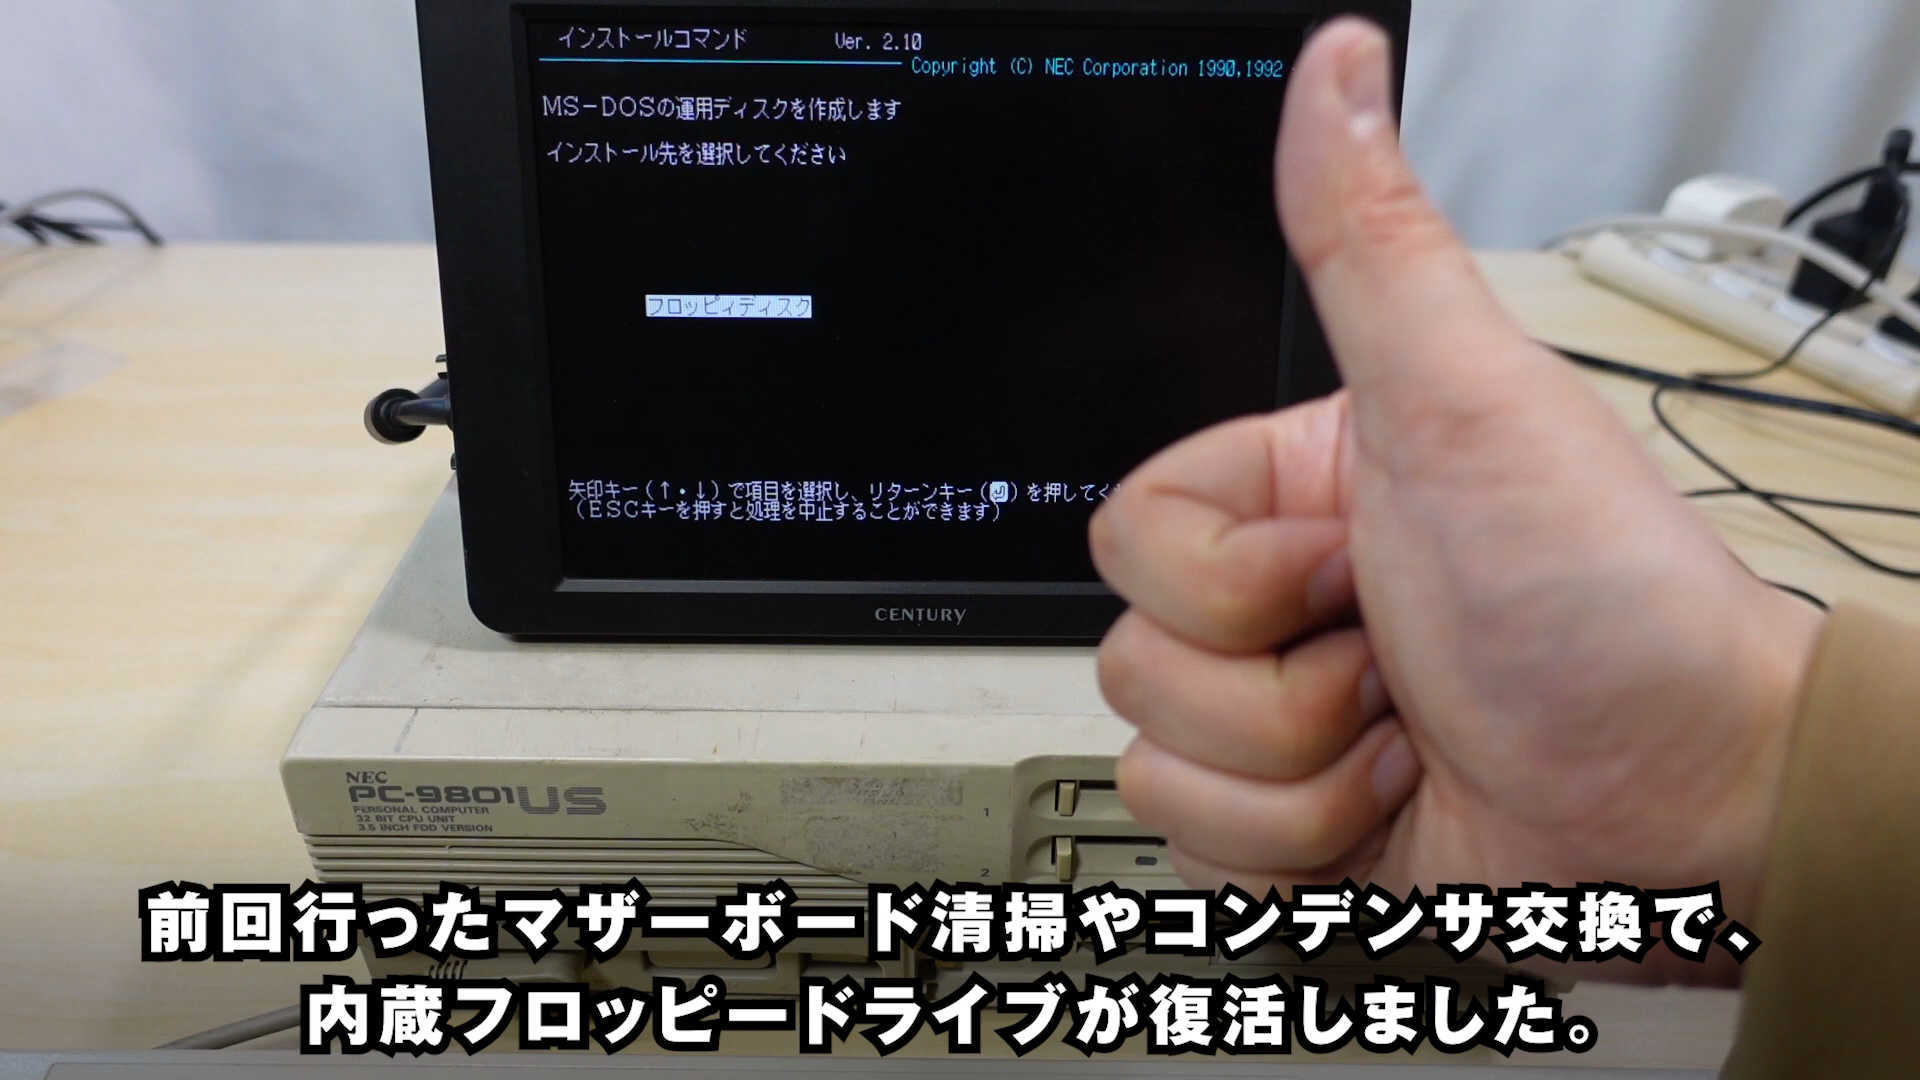 インストールコマンド Ver. 2.10
Copyright (C) NEC Corporation 1990,1992
MS-DOSの運用ディスクを作成します
インストール先を選択してください
フロッピィディスク
矢印キー(↑・↓)で項目を選択し、リターンキー(⏎)を押してく
(ESCキーを押すと処理を中止することができます)
CENTURY
NEC
PC-9801US
PERSONAL COMPUTER
32 BIT CPU UNIT
3.5 INCH FDD VERSION
1
2
前回行ったマザーボード清掃やコンデンサ交換で、
内蔵フロッピードライブが復活しました。